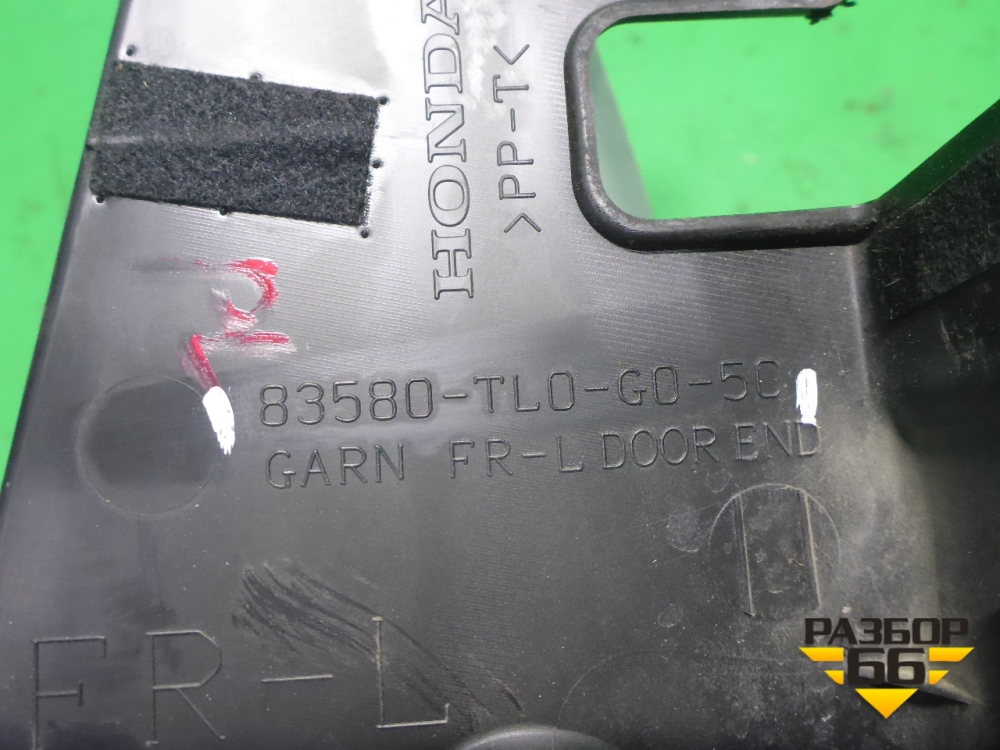 HONDA
>PP-T<
83580-TL0-G0-50
GARN FR-L DOOR END
FR-L
РАЗБОР
66